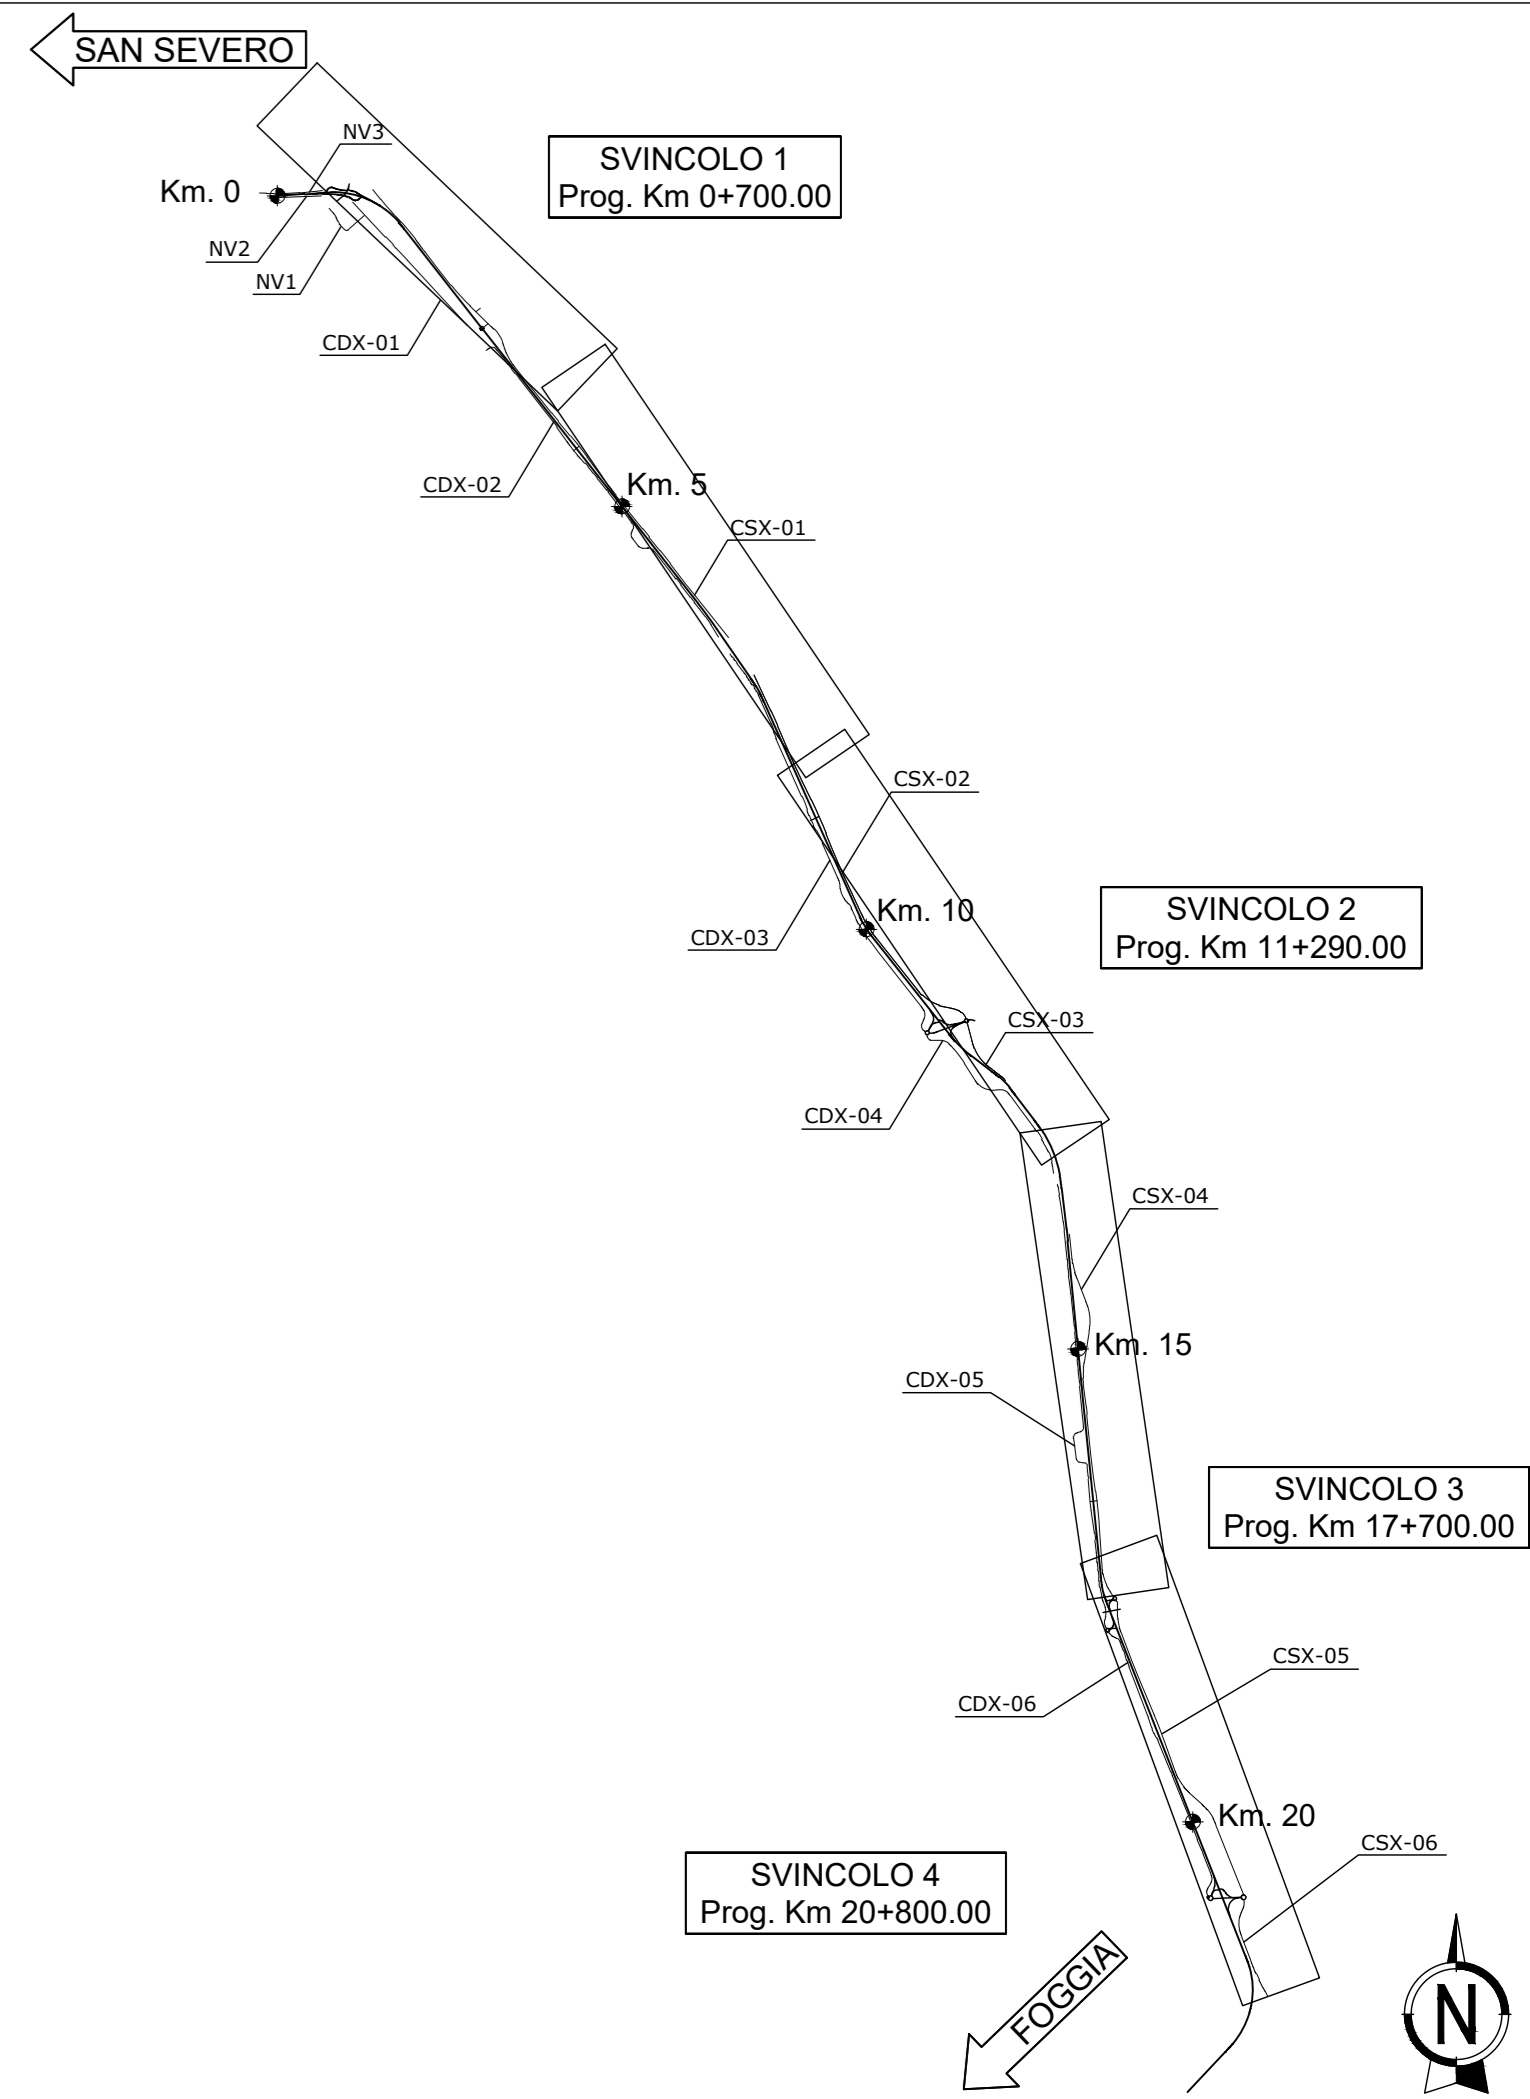 SAN SEVERO
NV3
SVINCOLO 1
Prog. Km 0+700.00
Km. 0
NV2
NV1
CDX-01
CDX-02
Km. 5
CSX-01
CSX-02
CDX-03
Km. 10
SVINCOLO 2
Prog. Km 11+290.00
CSX-03
CDX-04
CSX-04
Km. 15
CDX-05
SVINCOLO 3
Prog. Km 17+700.00
CSX-05
CDX-06
Km. 20
CSX-06
SVINCOLO 4
Prog. Km 20+800.00
FOGGIA
N